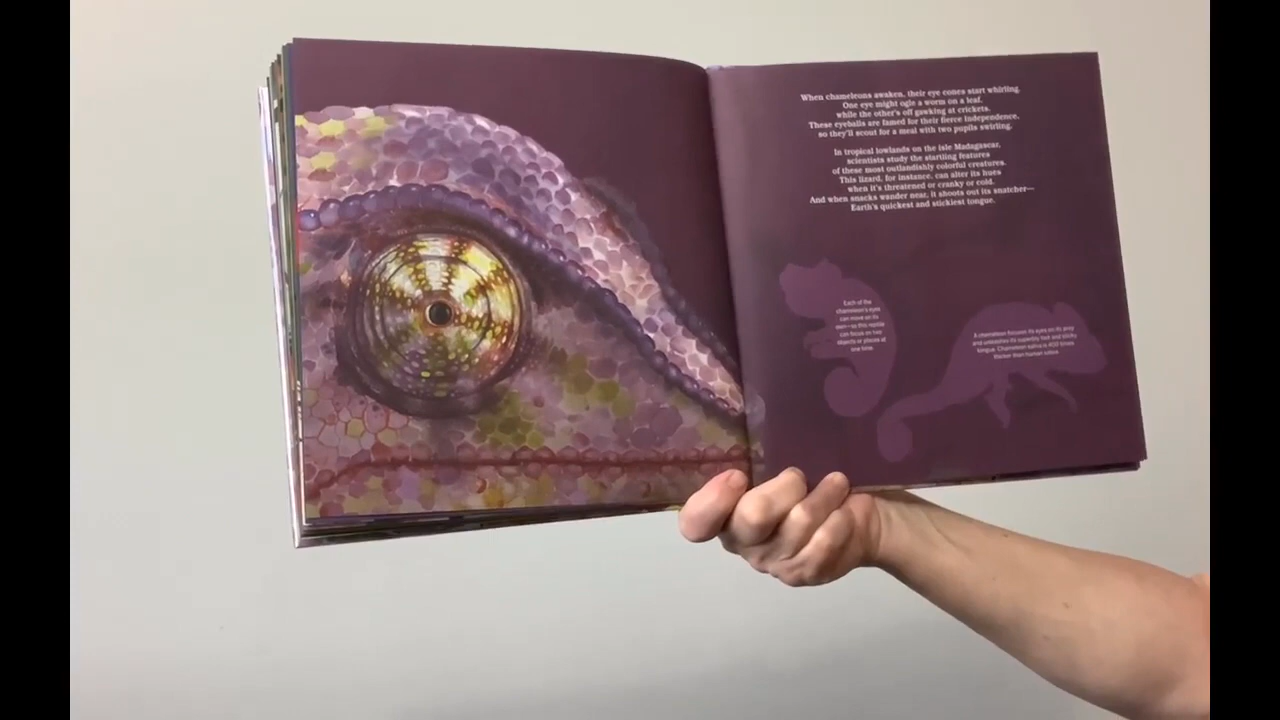 When chameleons awaken, their eye cones start whirling.
One eye might ogle a worm on a leaf,
while the other's off gawking at crickets.
These eyeballs are famed for their fierce independence,
so they'll scout for a meal with two pupils swirling.
In tropical lowlands on the isle Madagascar,
scientists study the startling features
of these most outlandishly colorful creatures.
This lizard, for instance, can alter its hues
when it's threatened or cranky or cold.
And when snacks wander near, it shoots out its snatcher—
Earth's quickest and stickiest tongue.
Each of the
chameleon's eyes
can move on its
own—so this reptile
can focus on two
objects or places at
one time.
A chameleon focuses its eyes on its prey
and unleashes its superbly fast and sticky
tongue. Chameleon saliva is 400 times
thicker than human saliva.